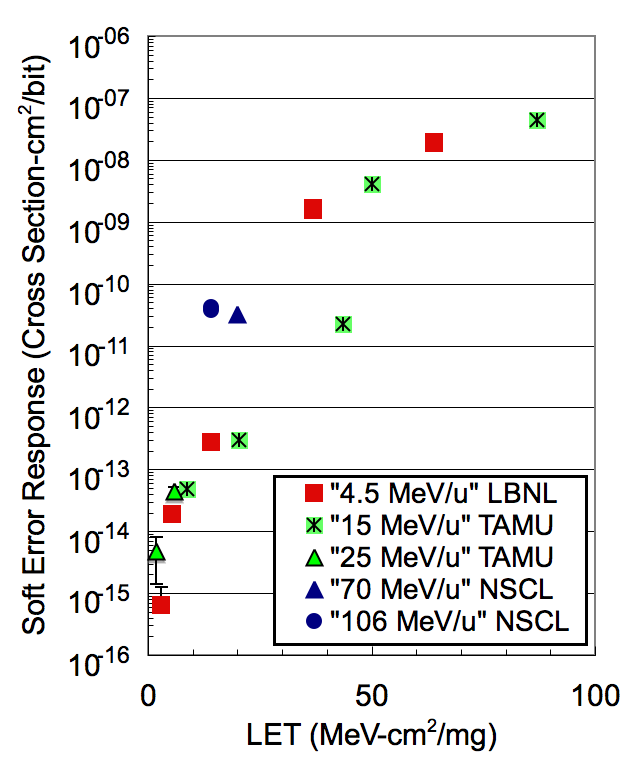 Soft Error Response (Cross Section-cm²/bit)
10⁻⁰⁶
10⁻⁰⁷
10⁻⁰⁸
10⁻⁰⁹
10⁻¹⁰
10⁻¹¹
10⁻¹²
10⁻¹³
10⁻¹⁴
10⁻¹⁵
10⁻¹⁶
"4.5 MeV/u" LBNL
"15 MeV/u" TAMU
"25 MeV/u" TAMU
"70 MeV/u" NSCL
"106 MeV/u" NSCL
0 50 100
LET (MeV-cm²/mg)